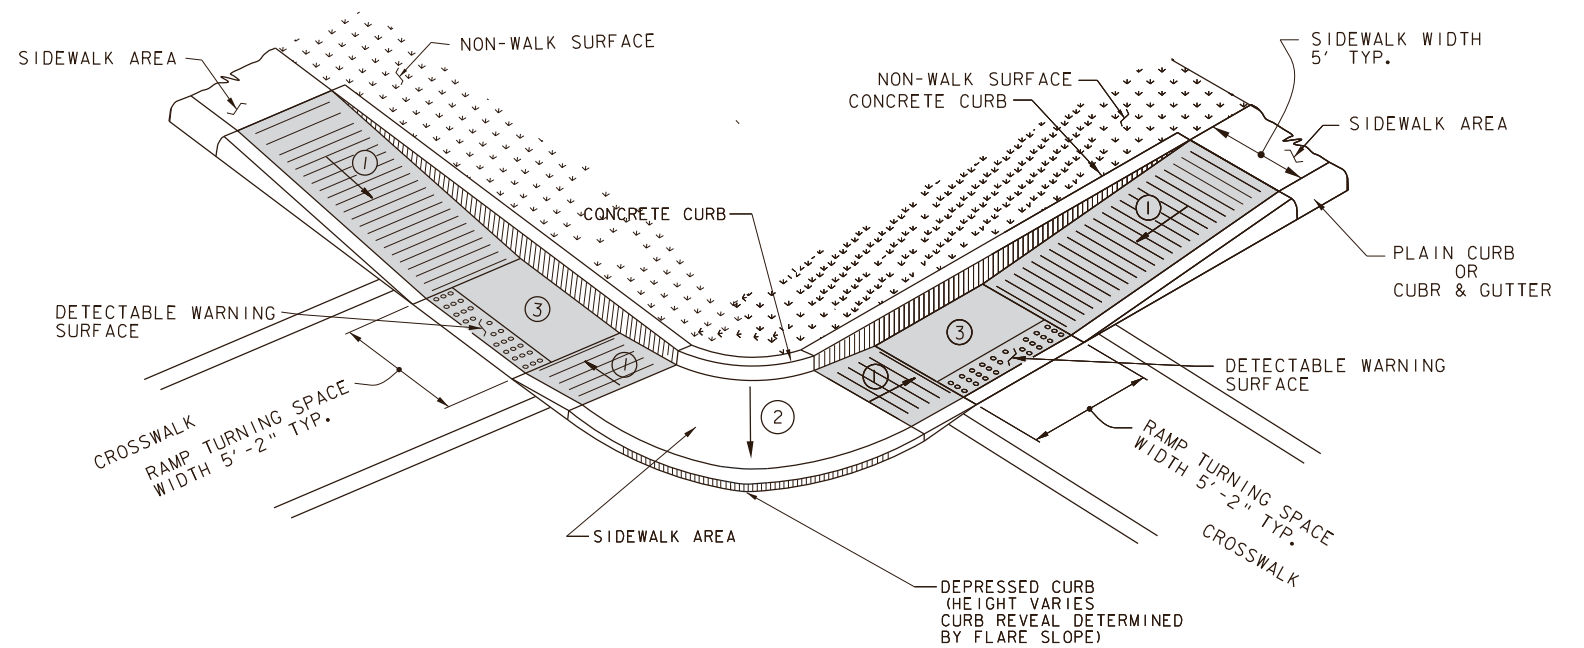 SIDEWALK AREA
NON-WALK SURFACE
SIDEWALK WIDTH
5' TYP.
NON-WALK SURFACE
CONCRETE CURB
SIDEWALK AREA
1
1
CONCRETE CURB
PLAIN CURB
OR
CUBR & GUTTER
DETECTABLE WARNING
SURFACE
3
3
1
1
DETECTABLE WARNING
SURFACE
2
CROSSWALK
RAMP TURNING SPACE
WIDTH 5'-2" TYP.
RAMP TURNING SPACE
WIDTH 5'-2" TYP.
CROSSWALK
SIDEWALK AREA
DEPRESSED CURB
(HEIGHT VARIES
CURB REVEAL DETERMINED
BY FLARE SLOPE)